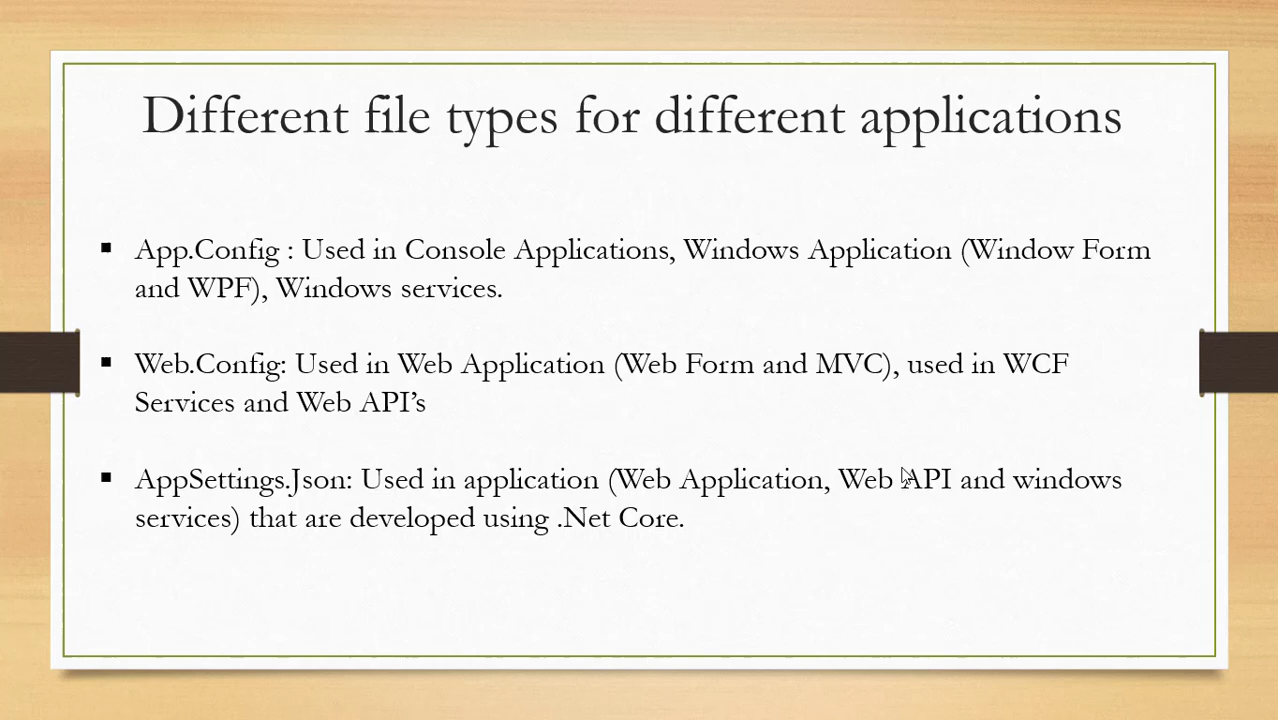 Different file types for different applications
▪ App.Config : Used in Console Applications, Windows Application (Window Form
and WPF), Windows services.
▪ Web.Config: Used in Web Application (Web Form and MVC), used in WCF
Services and Web API’s
▪ AppSettings.Json: Used in application (Web Application, Web API and windows
services) that are developed using .Net Core.